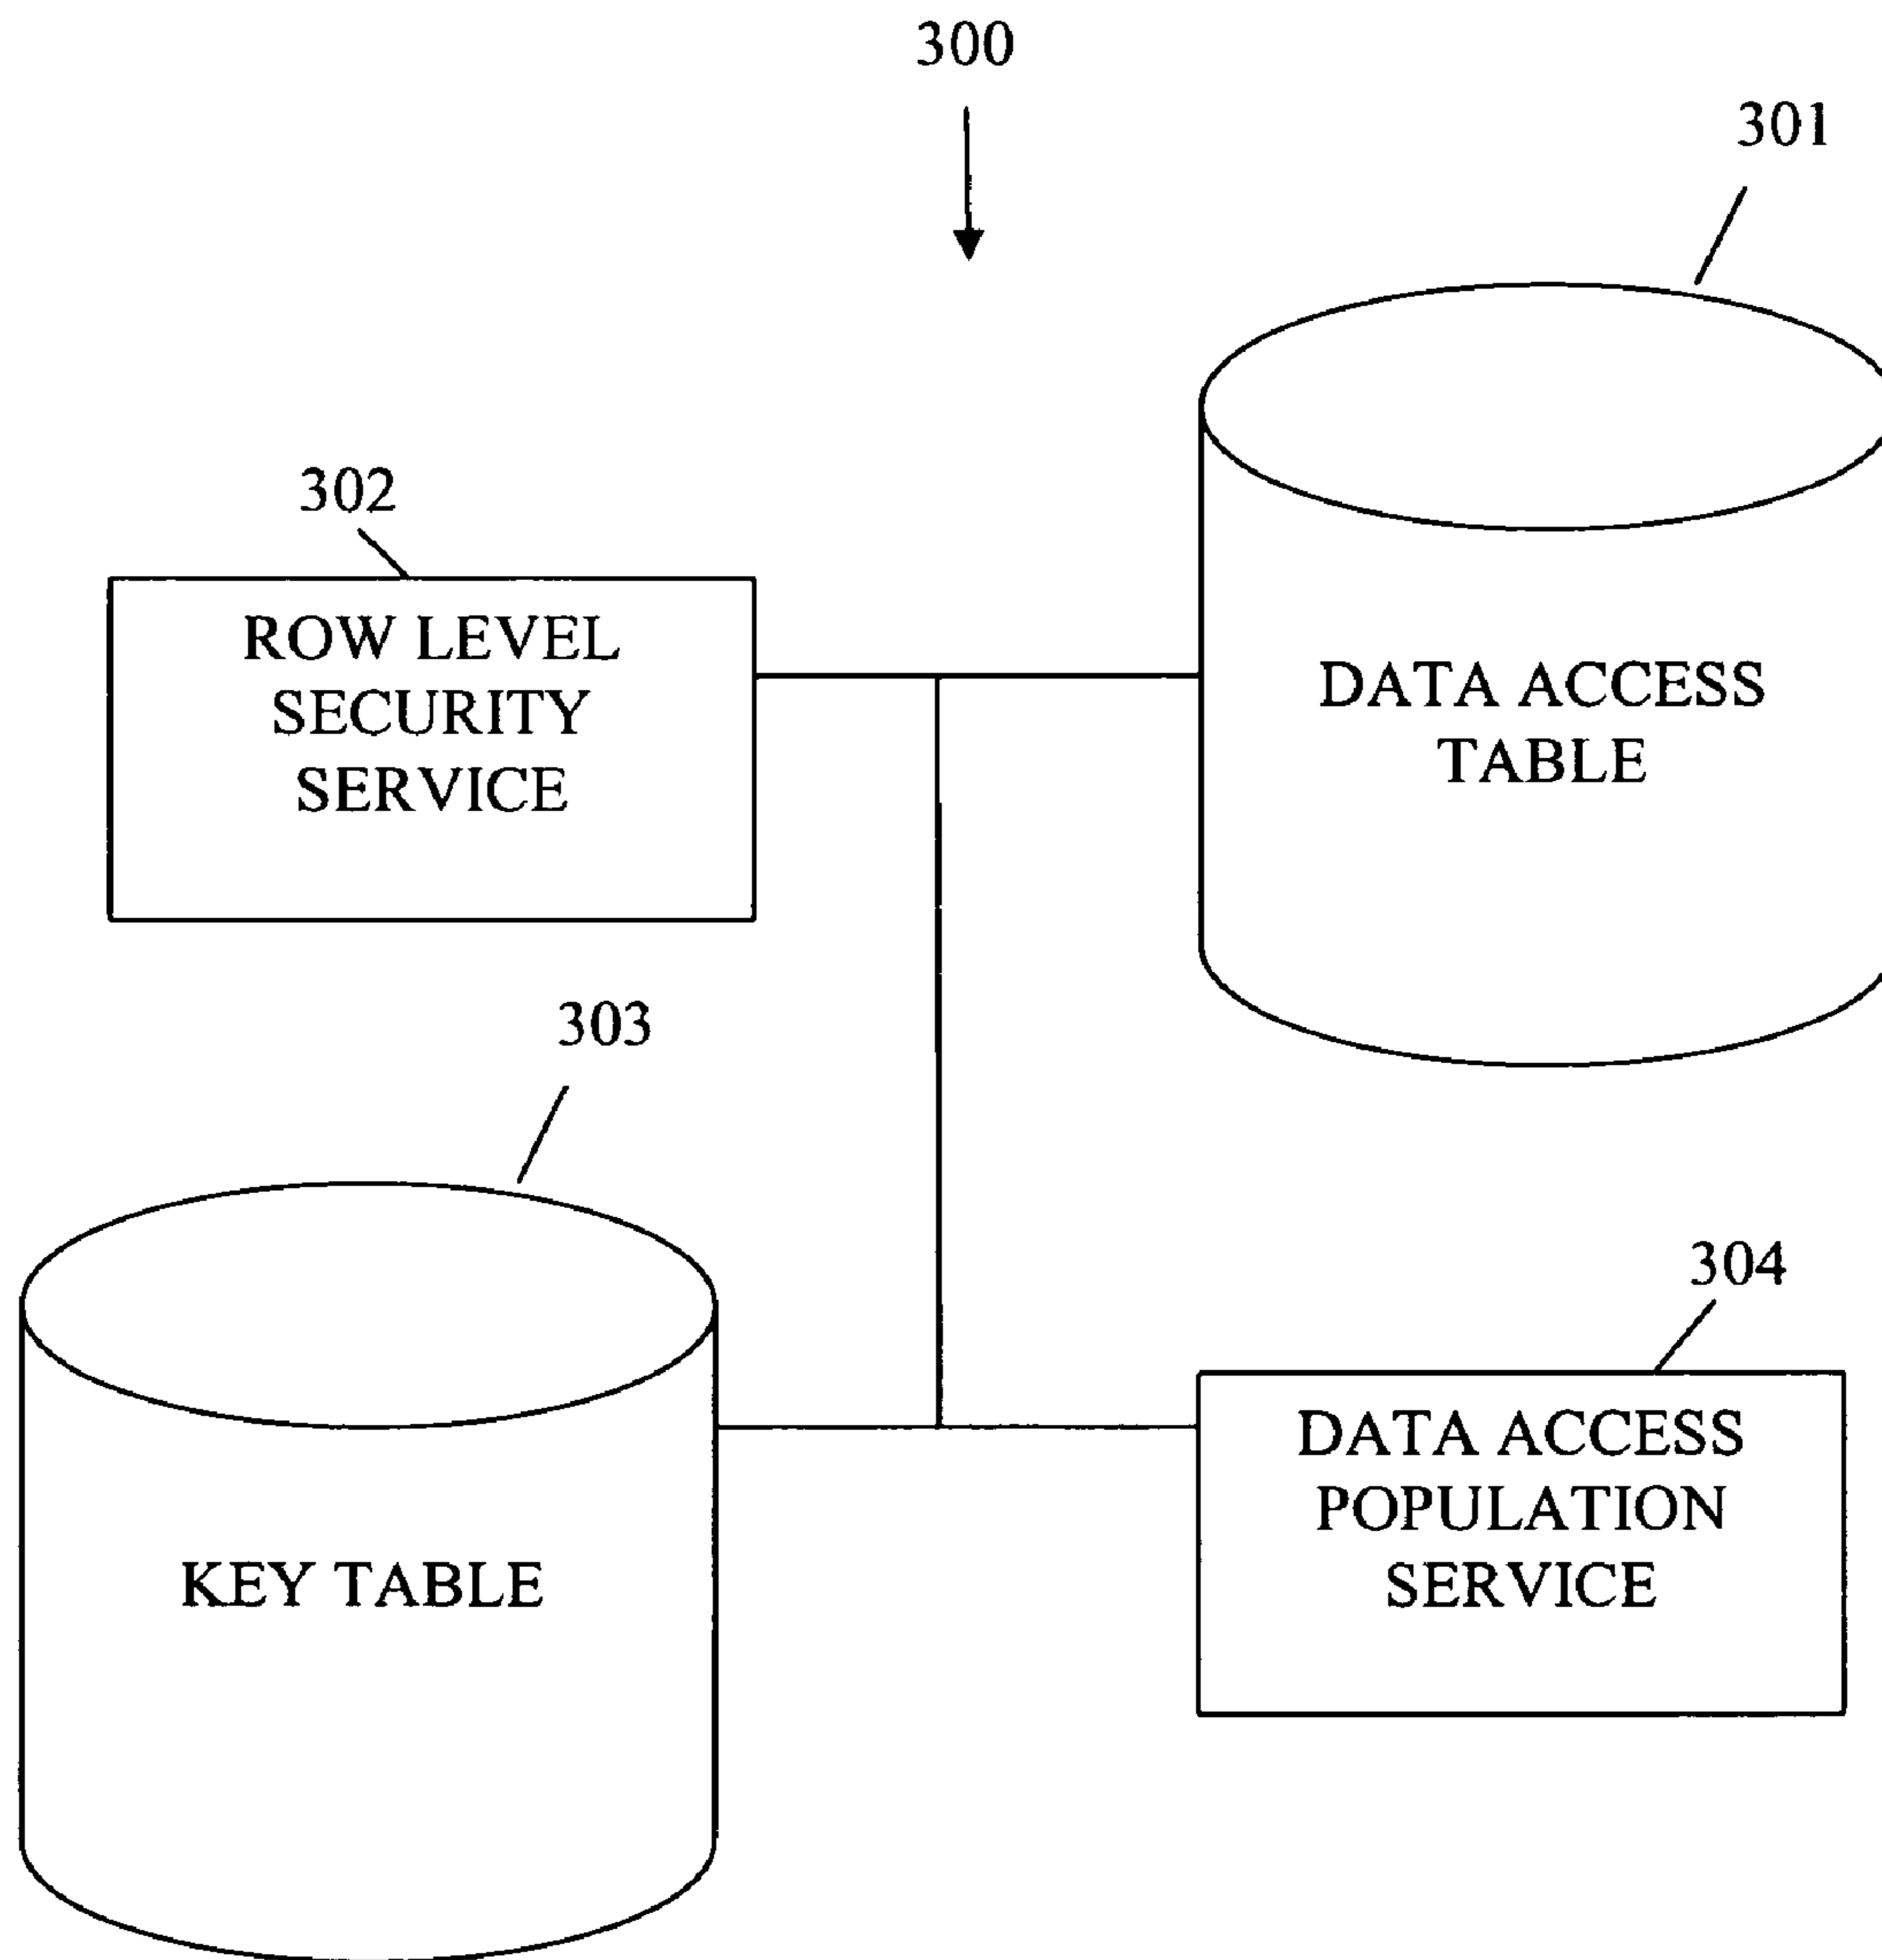 300
301
302
ROW LEVEL
SECURITY
SERVICE
DATA ACCESS
TABLE
303
304
KEY TABLE
DATA ACCESS
POPULATION
SERVICE